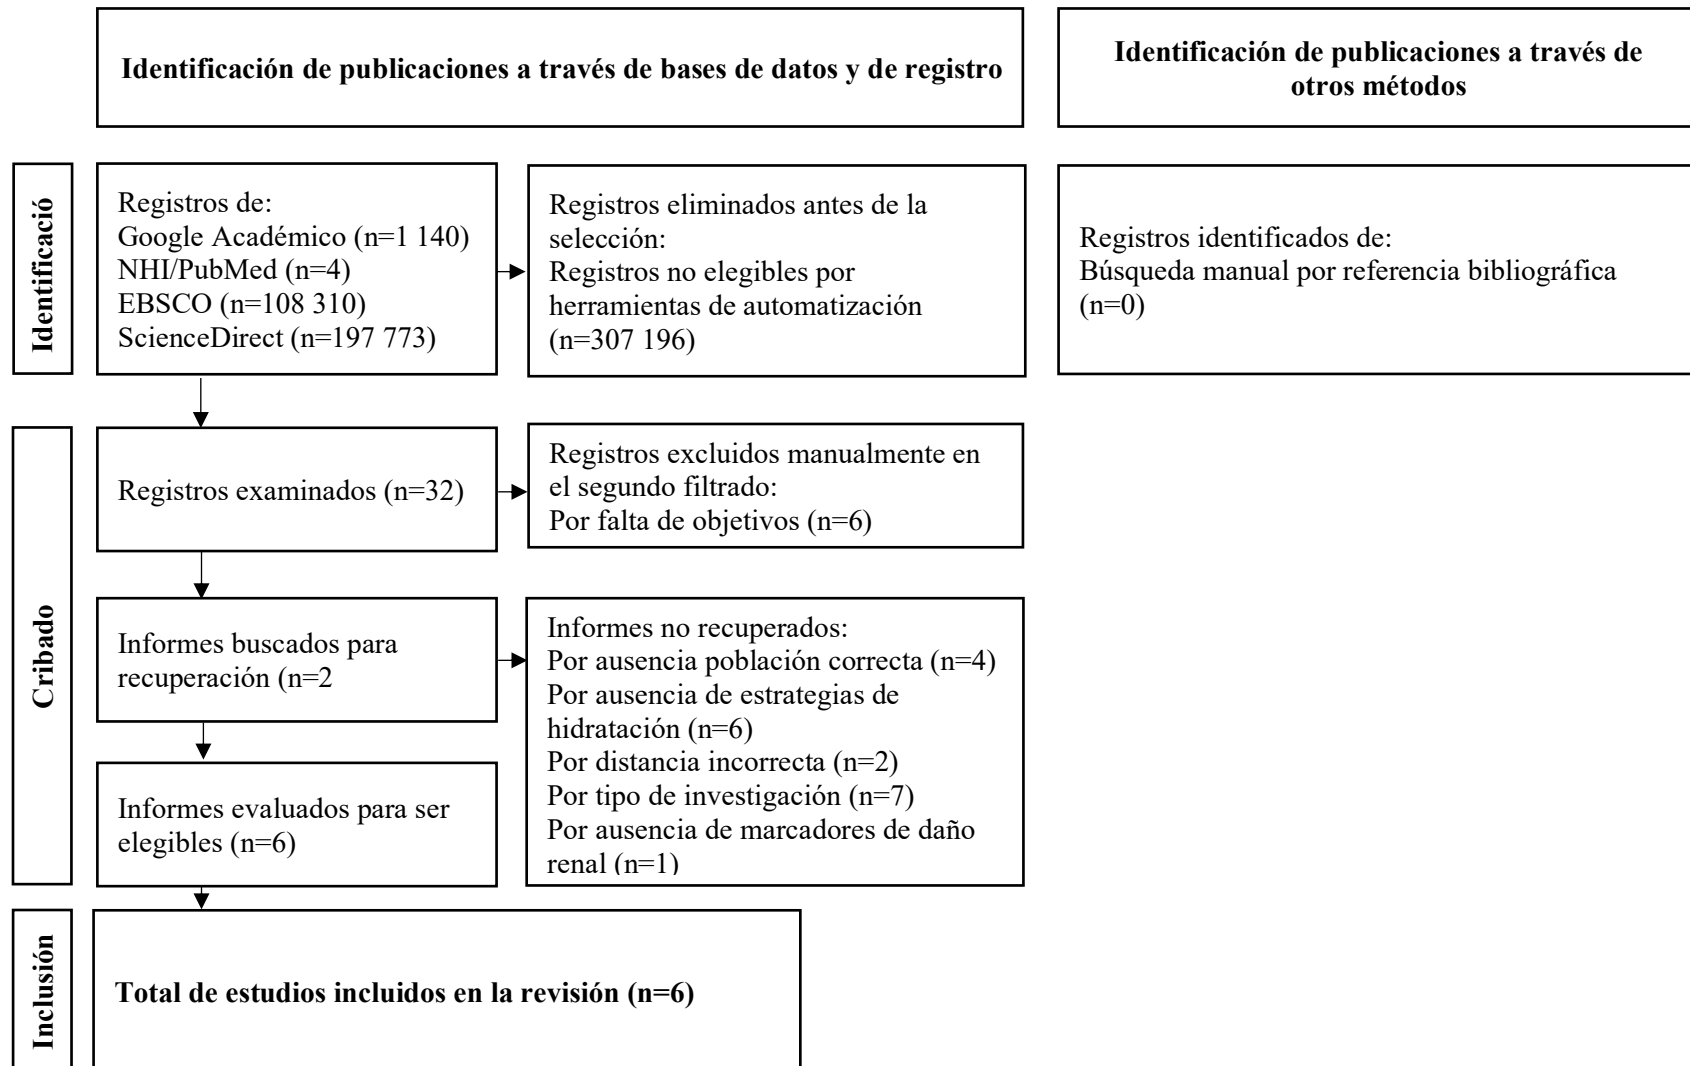 Identificación de publicaciones a través de bases de datos y de registro
Identificación de publicaciones a través de
otros métodos
Identificació
Registros de:
Google Académico (n=1 140)
NHI/PubMed (n=4)
EBSCO (n=108 310)
ScienceDirect (n=197 773)
Registros eliminados antes de la
selección:
Registros no elegibles por
herramientas de automatización
(n=307 196)
Registros identificados de:
Búsqueda manual por referencia bibliográfica
(n=0)
Cribado
Registros examinados (n=32)
Registros excluidos manualmente en
el segundo filtrado:
Por falta de objetivos (n=6)
Informes buscados para
recuperación (n=2
Informes no recuperados:
Por ausencia población correcta (n=4)
Por ausencia de estrategias de
hidratación (n=6)
Por distancia incorrecta (n=2)
Por tipo de investigación (n=7)
Por ausencia de marcadores de daño
renal (n=1)
Informes evaluados para ser
elegibles (n=6)
Inclusión
Total de estudios incluidos en la revisión (n=6)